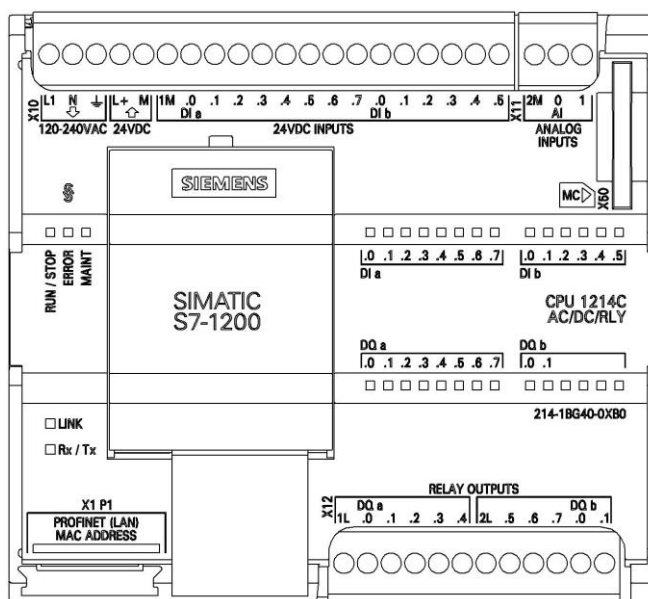 L1 N L+ M 1M .0 .1 .2 .3 .4 .5 .6 .7 .0 .1 .2 .3 .4 .5 2M 0 1
X10 DI a DI b X11 AI
120-240VAC 24VDC 24VDC INPUTS ANALOG
INPUTS
SIEMENS
MC X60
RUN / STOP
ERROR
MAINT
.0 .1 .2 .3 .4 .5 .6 .7 .0 .1 .2 .3 .4 .5
DI a DI b
SIMATIC
S7-1200
CPU 1214C
AC/DC/RLY
DQ a DQ b
.0 .1 .2 .3 .4 .5 .6 .7 .0 .1
214-1BG40-0XB0
LINK
Rx / Tx
X1 P1
PROFINET (LAN)
MAC ADDRESS
RELAY OUTPUTS
X12 DQ a DQ b
1L .0 .1 .2 .3 .4 2L .5 .6 .7 .0 .1